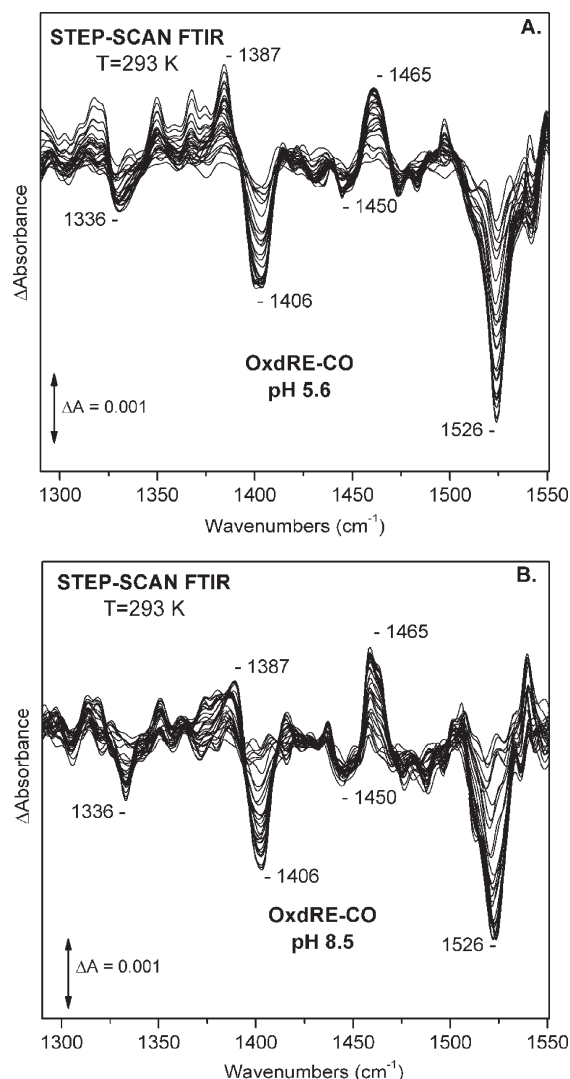 A.
STEP-SCAN FTIR
T=293 K
- 1387
- 1465
1336 -
- 1450
- 1406
OxdRE-CO
pH 5.6
ΔA = 0.001
1526 -
ΔAbsorbance
1300 1350 1400 1450 1500 1550
Wavenumbers (cm⁻¹)
B.
STEP-SCAN FTIR
T=293 K
- 1387
- 1465
1336 -
- 1450
- 1406
OxdRE-CO
pH 8.5
1526 -
ΔA = 0.001
ΔAbsorbance
1300 1350 1400 1450 1500 1550
Wavenumbers (cm⁻¹)